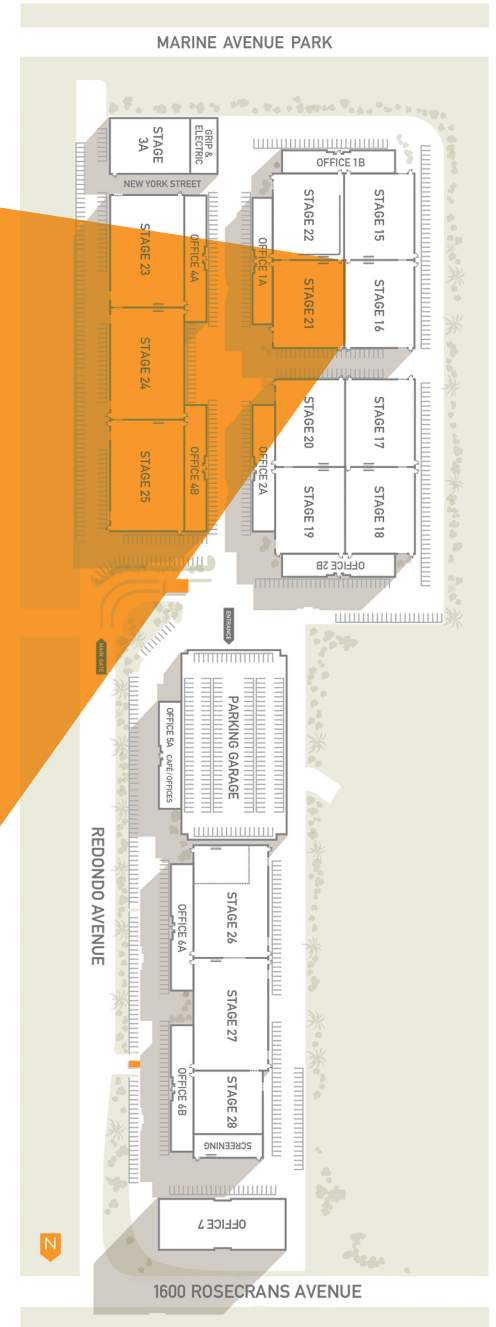 MARINE AVENUE PARK
STAGE
3A
GRIP &
ELECTRIC
NEW YORK STREET
OFFICE 1B
STAGE 22
STAGE 15
STAGE 23
OFFICE 4A
OFFICE 1A
STAGE 21
STAGE 16
STAGE 24
STAGE 20
STAGE 17
STAGE 25
OFFICE 4B
OFFICE 2A
STAGE 19
STAGE 18
OFFICE 2B
ENTRANCE
MAIN GATE
OFFICE 5A
CAFÉ/OFFICES
PARKING GARAGE
REDONDO AVENUE
OFFICE 6A
STAGE 26
STAGE 27
OFFICE 6B
STAGE 28
SCREENING
OFFICE 7
N
1600 ROSECRANS AVENUE